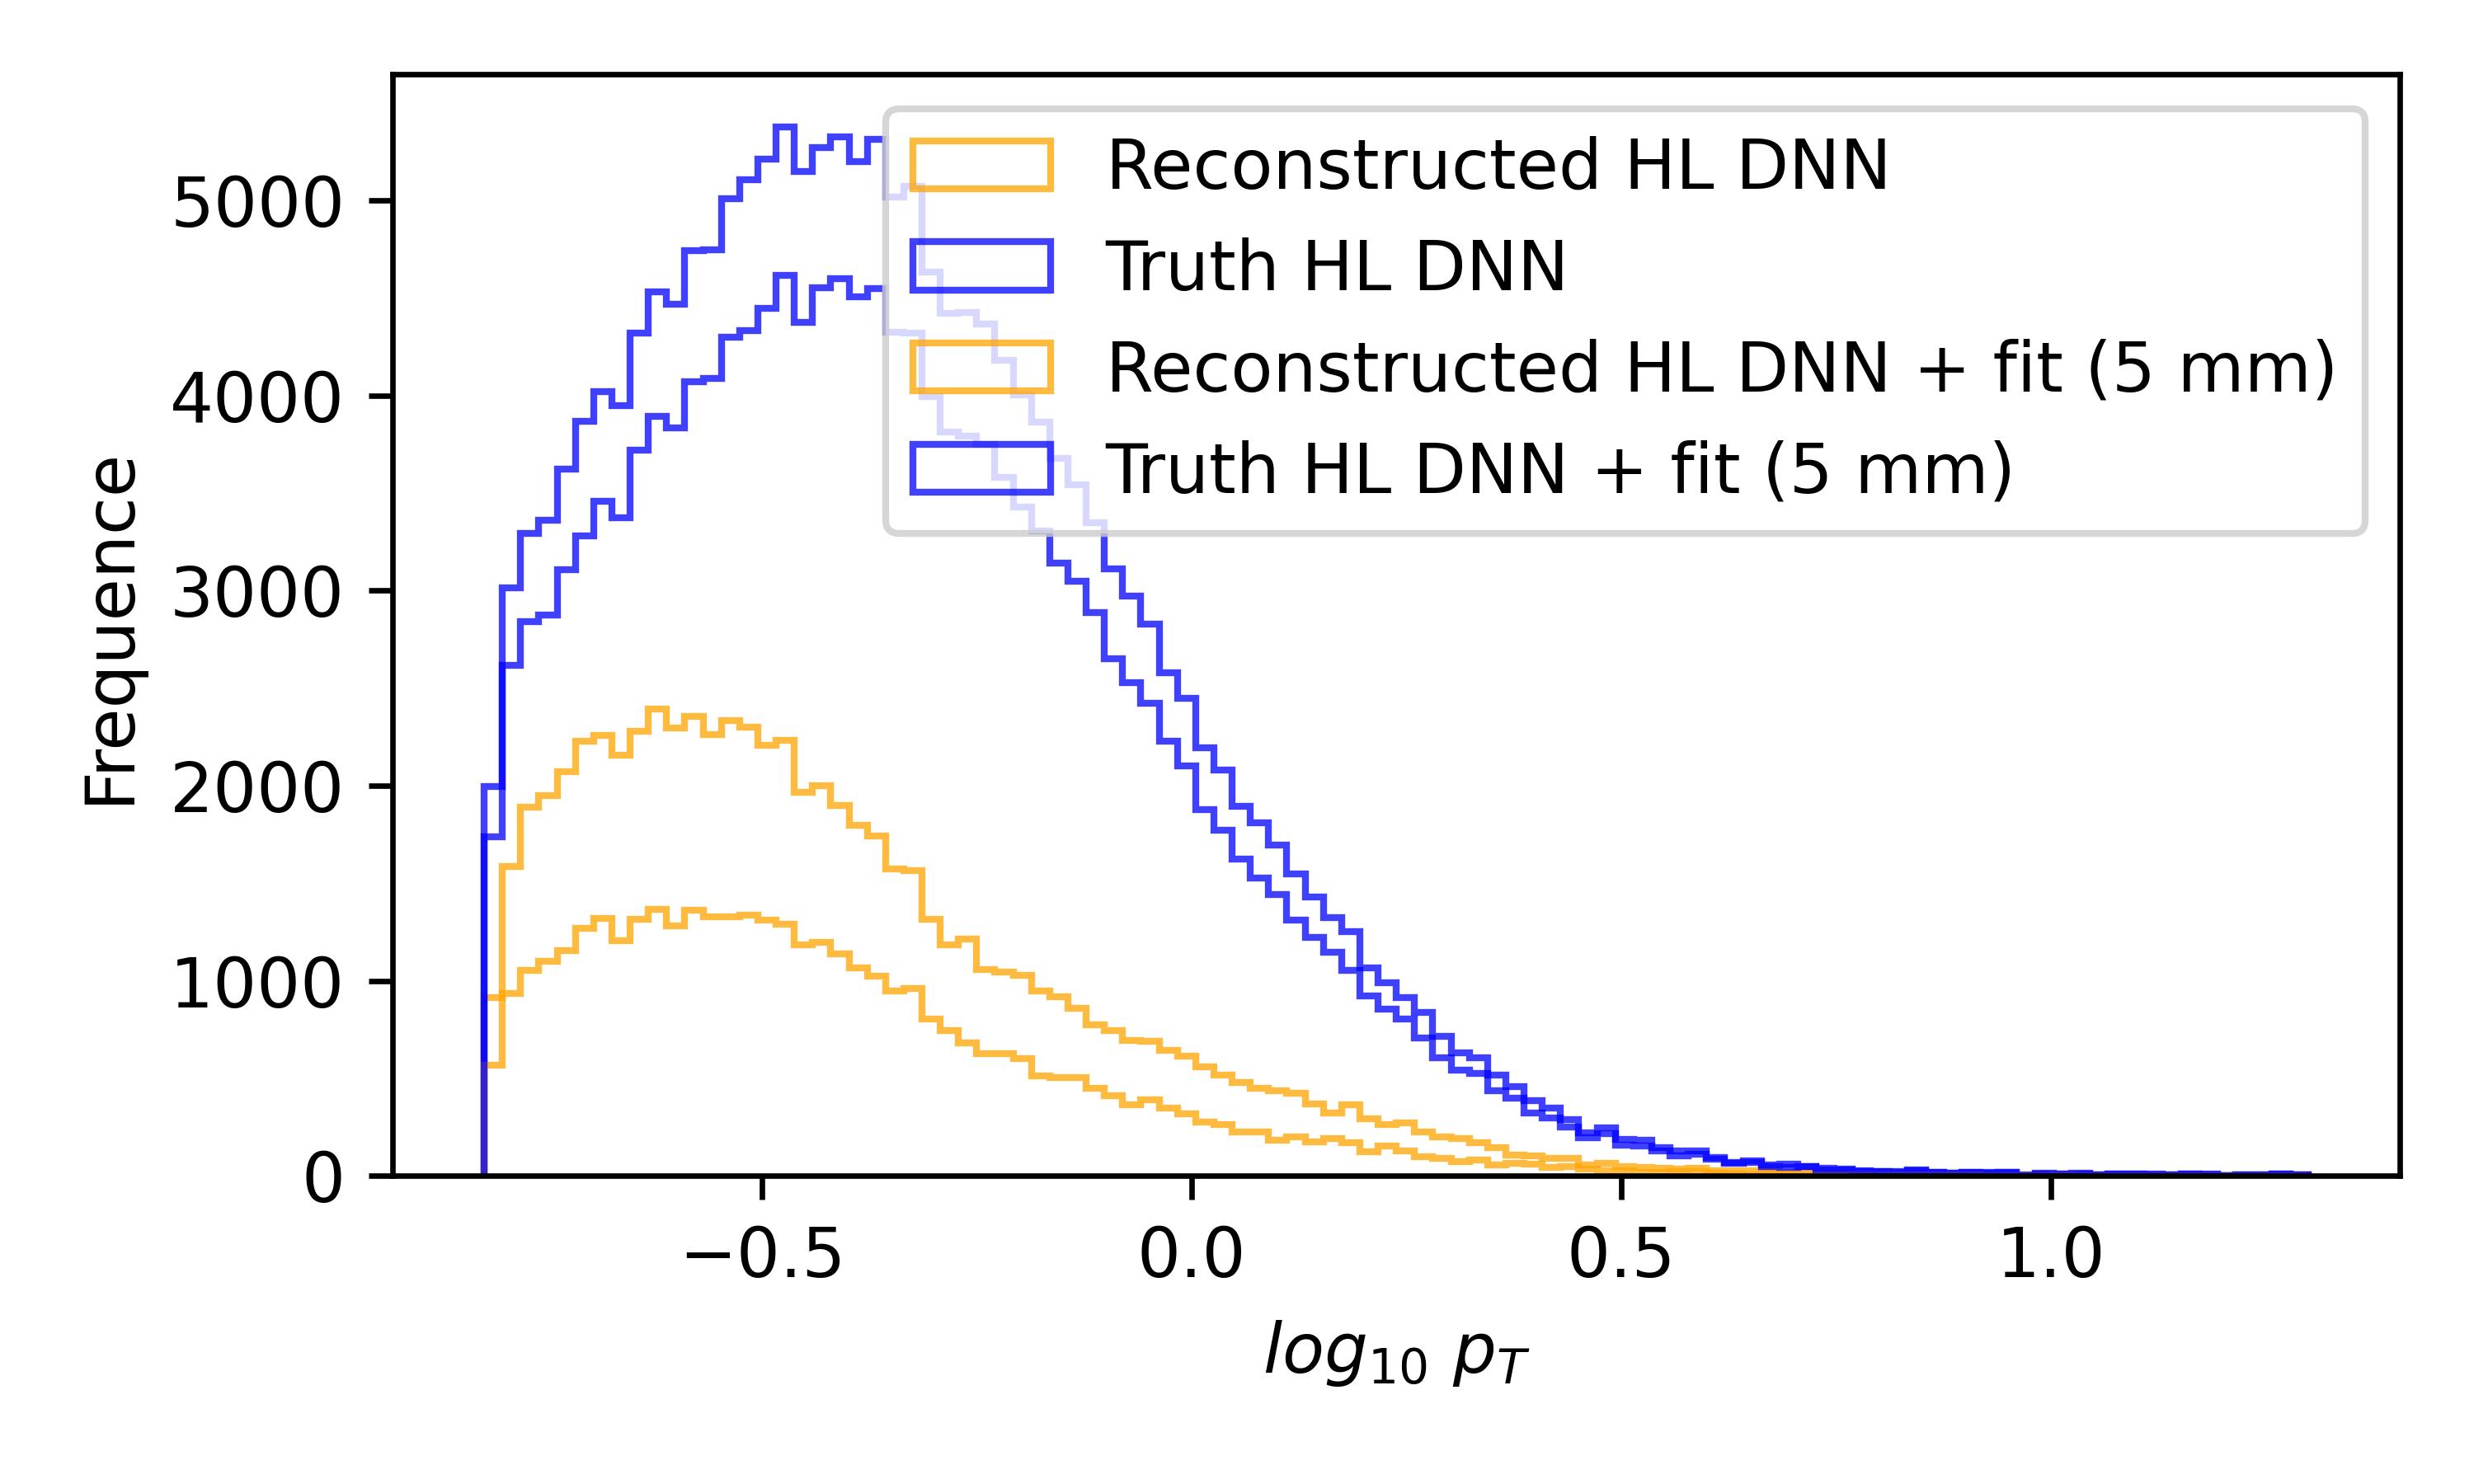 Reconstructed HL DNN
Truth HL DNN
Reconstructed HL DNN + fit (5 mm)
Truth HL DNN + fit (5 mm)
Frequence
5000
4000
3000
2000
1000
0
−0.5
0.0
0.5
1.0
log₁₀ p_T